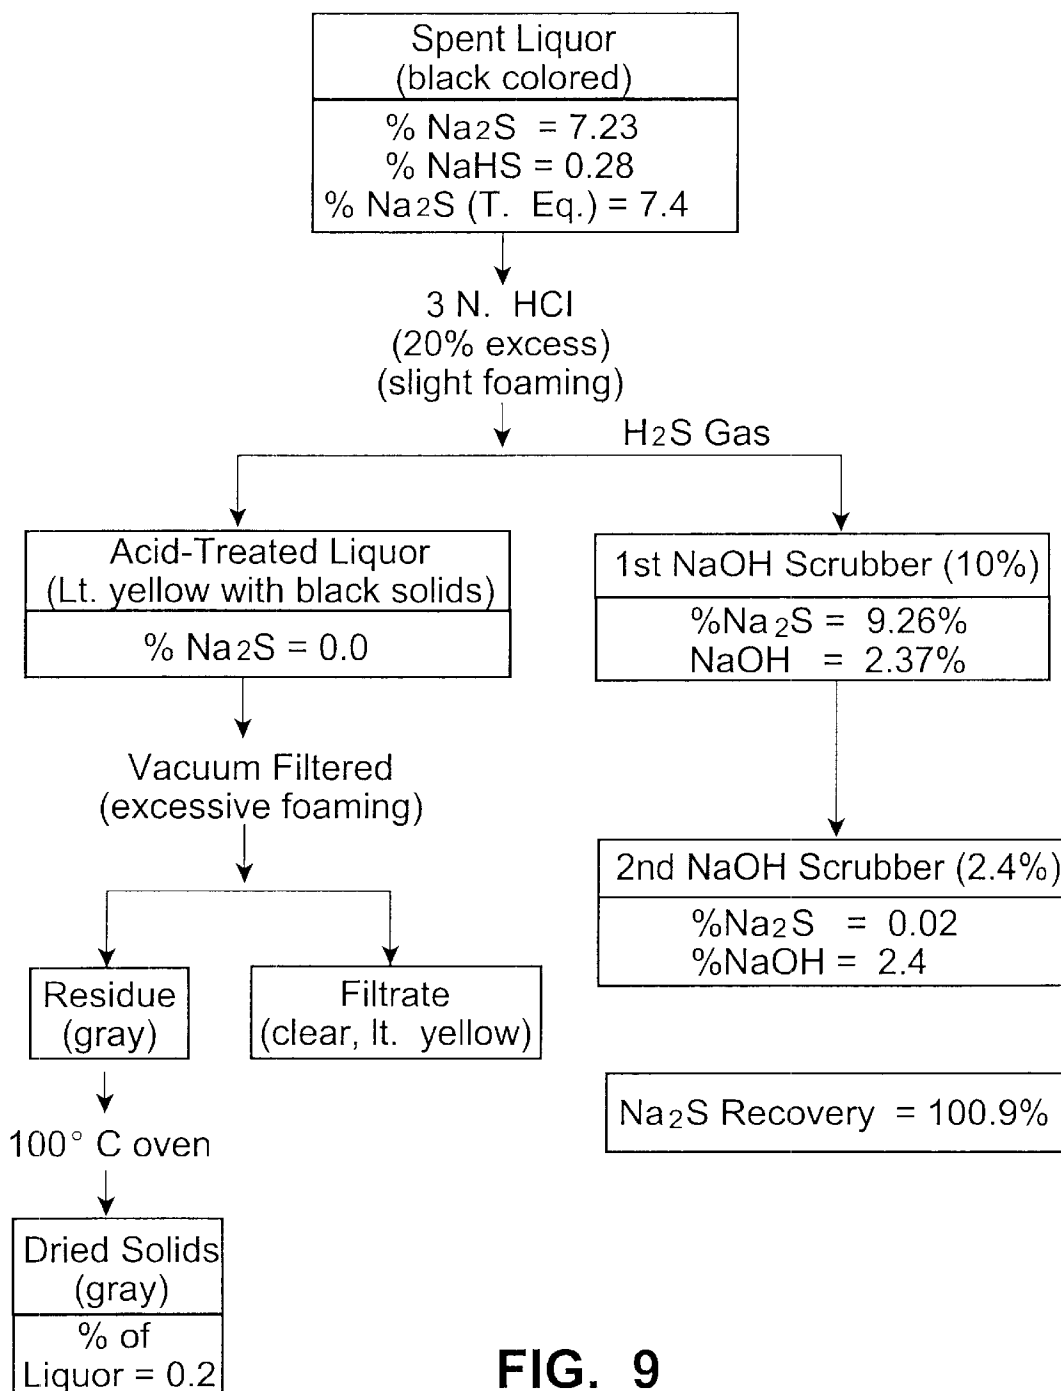 Spent Liquor
(black colored)
% Na2S = 7.23
% NaHS = 0.28
% Na2S (T. Eq.) = 7.4
3 N. HCl
(20% excess)
(slight foaming)
H2S Gas
Acid-Treated Liquor
(Lt. yellow with black solids)
% Na2S = 0.0
1st NaOH Scrubber (10%)
%Na2S = 9.26%
NaOH = 2.37%
Vacuum Filtered
(excessive foaming)
2nd NaOH Scrubber (2.4%)
%Na2S = 0.02
%NaOH = 2.4
Residue
(gray)
Filtrate
(clear, lt. yellow)
Na2S Recovery = 100.9%
100° C oven
Dried Solids
(gray)
% of
Liquor = 0.2
FIG. 9